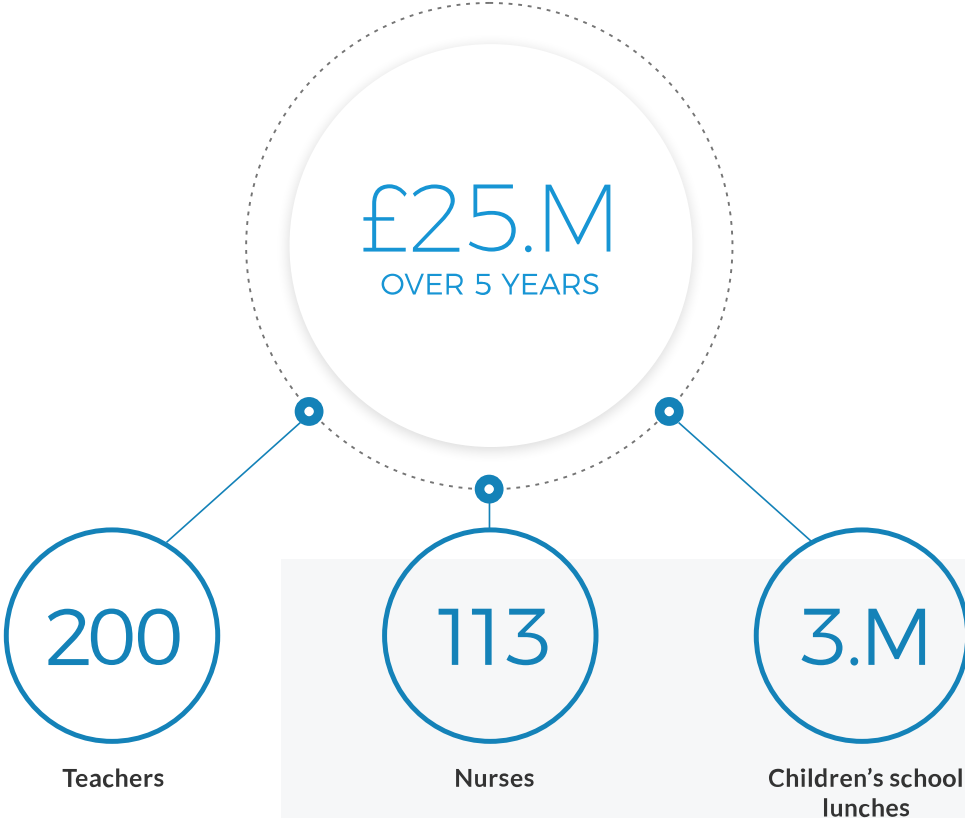 £25.M
OVER 5 YEARS
200
113
3.M
Teachers
Nurses
Children’s school
lunches